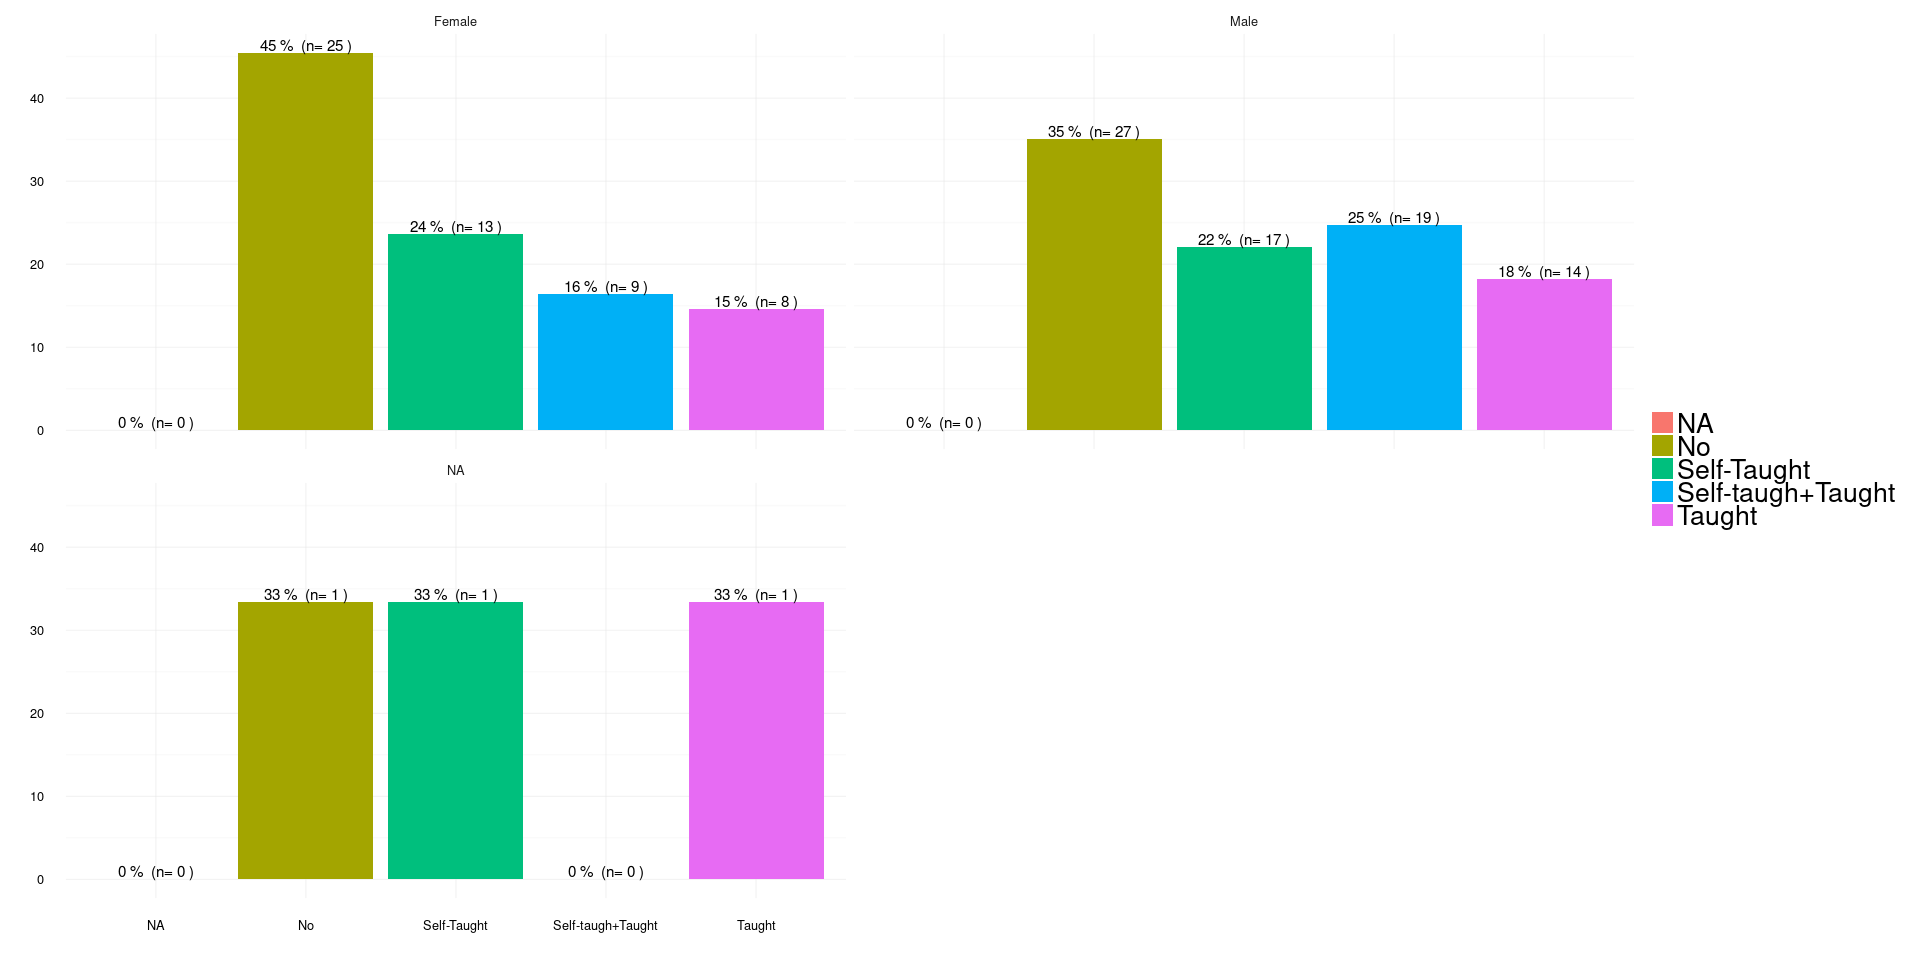 Female
Male
45 % (n= 25 )
40
35 % (n= 27 )
30
24 % (n= 13 )
25 % (n= 19 )
22 % (n= 17 )
20
18 % (n= 14 )
16 % (n= 9 )
15 % (n= 8 )
10
0 % (n= 0 )
0 % (n= 0 )
0
NA
No
Self-Taught
Self-taugh+Taught
Taught
NA
40
33 % (n= 1 )
33 % (n= 1 )
33 % (n= 1 )
30
20
10
0 % (n= 0 )
0 % (n= 0 )
0
NA
No
Self-Taught
Self-taugh+Taught
Taught